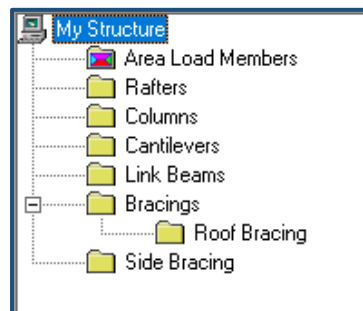 My Structure
Area Load Members
Rafters
Columns
Cantilevers
Link Beams
Bracings
Roof Bracing
Side Bracing